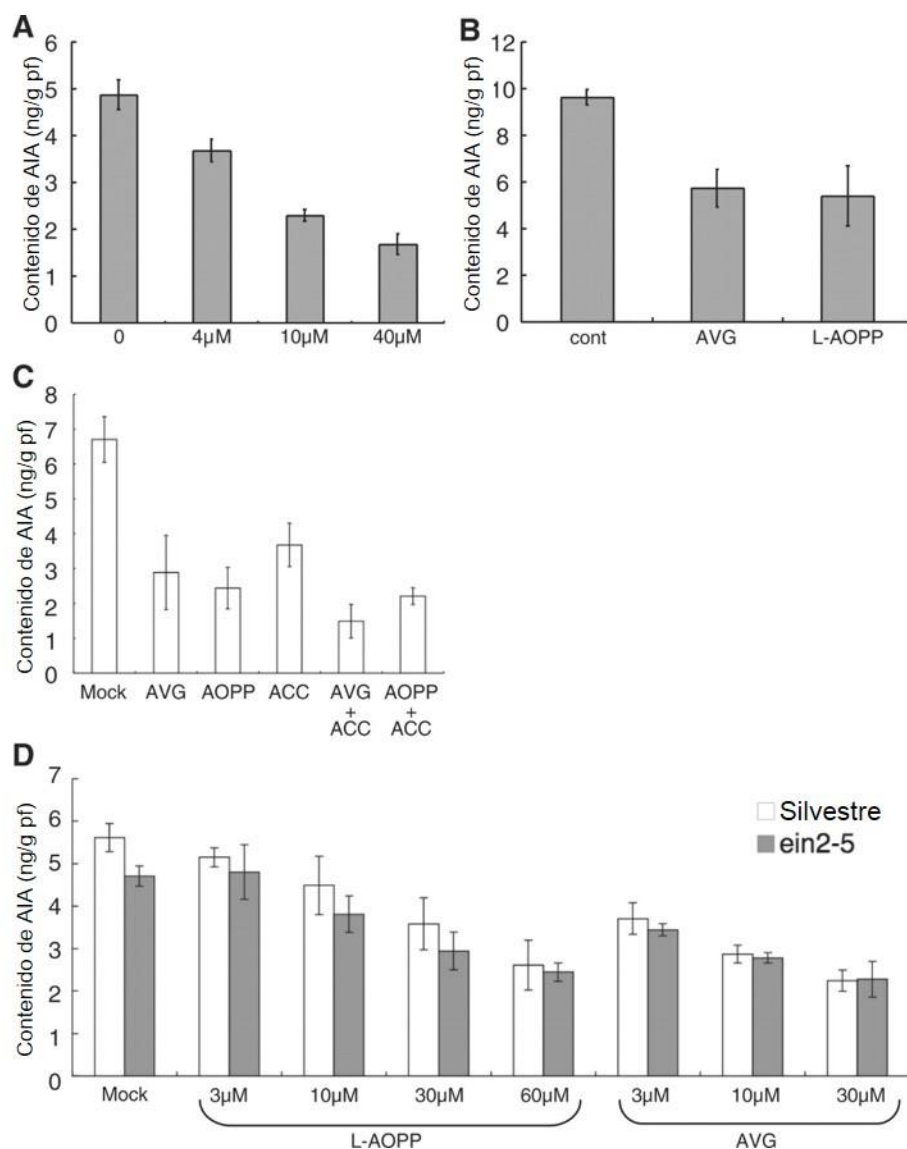 A
Contenido de AIA (ng/g pf)
6
5
4
3
2
1
0
0 4µM 10µM 40µM
B
Contenido de AIA (ng/g pf)
12
10
8
6
4
2
0
cont AVG L-AOPP
C
Contenido de AIA (ng/g pf)
8
7
6
5
4
3
2
1
0
Mock AVG AOPP ACC AVG AOPP
+ +
ACC ACC
D
Contenido de AIA (ng/g pf)
7
6
5
4
3
2
1
0
Silvestre
ein2-5
Mock 3µM 10µM 30µM 60µM 3µM 10µM 30µM
L-AOPP AVG